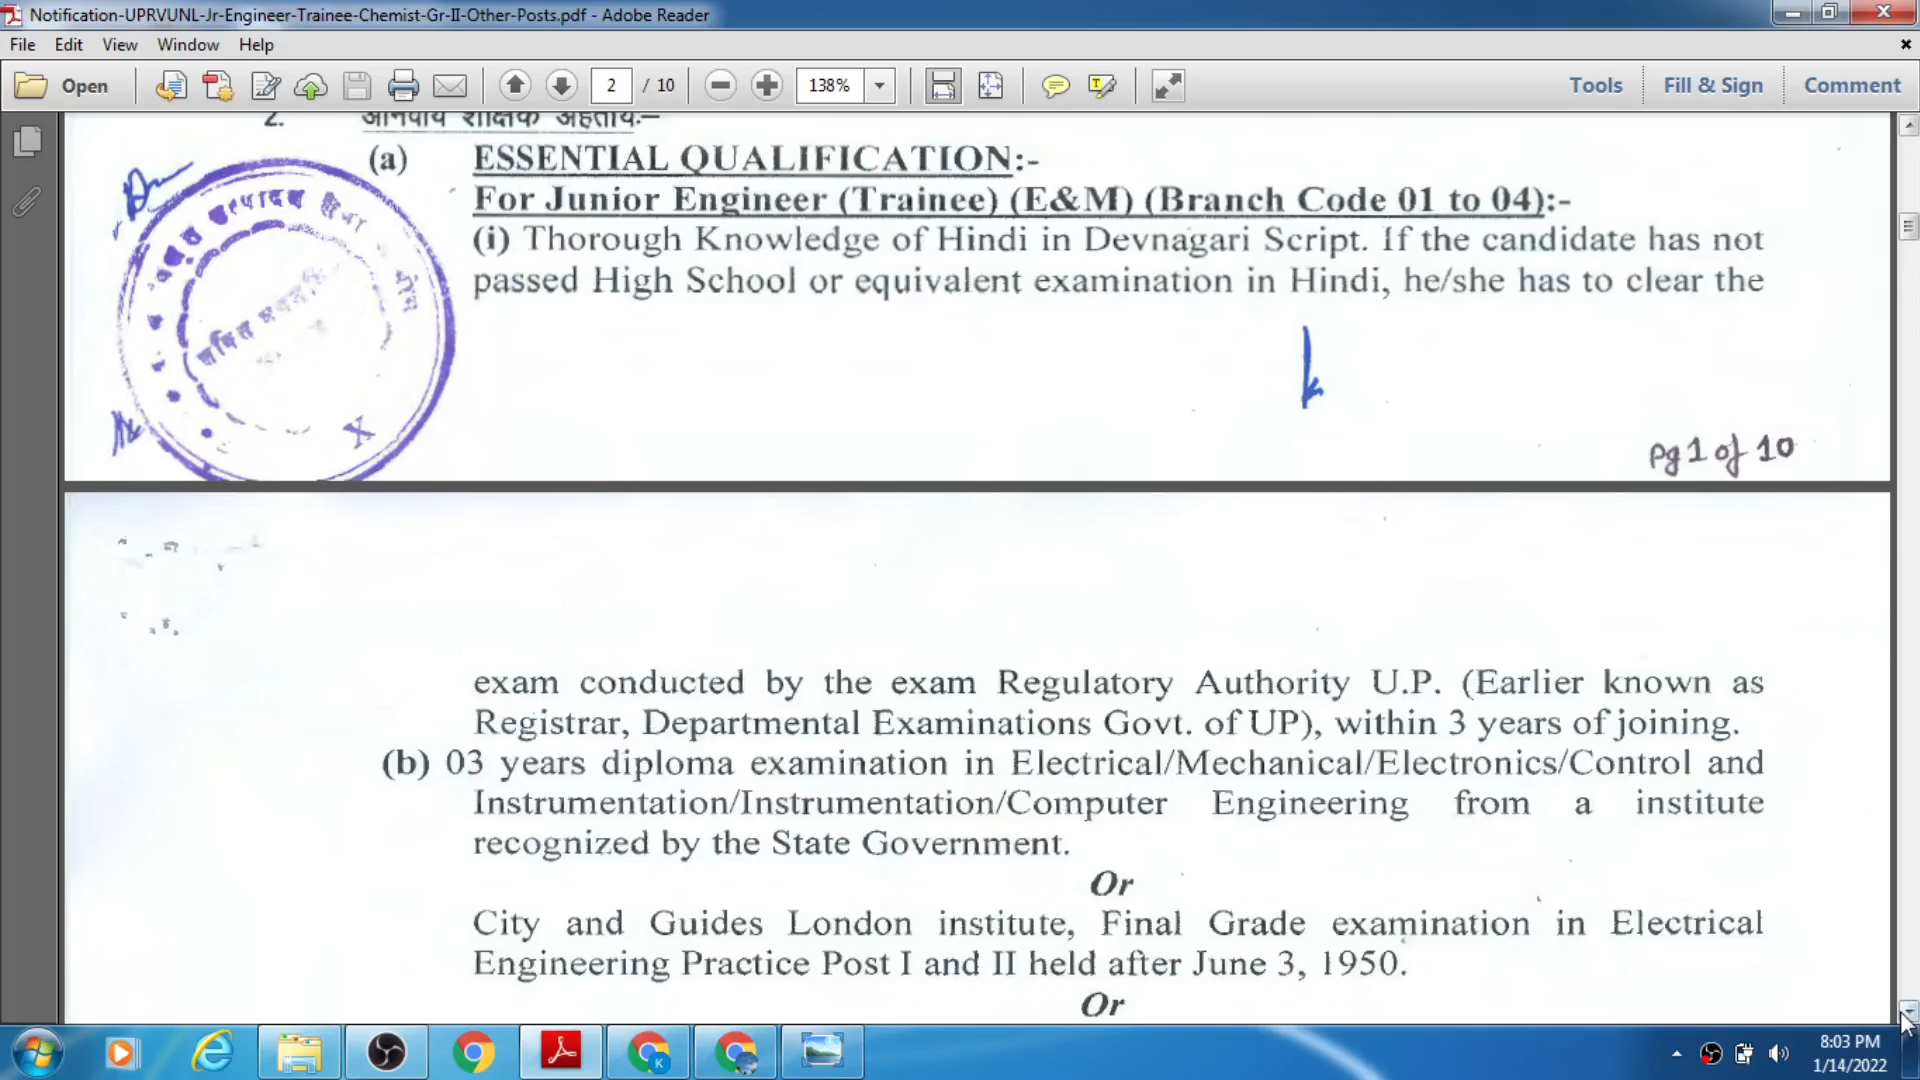 Notification-UPRVUNL-Jr-Engineer-Trainee-Chemist-Gr-II-Other-Posts.pdf - Adobe Reader
File Edit View Window Help
Open 2 / 10 138% Tools Fill & Sign Comment
2. अनिवार्य शैक्षिक अर्हतायें:-
(a) ESSENTIAL QUALIFICATION:-
For Junior Engineer (Trainee) (E&M) (Branch Code 01 to 04):-
(i) Thorough Knowledge of Hindi in Devnagari Script. If the candidate has not
passed High School or equivalent examination in Hindi, he/she has to clear the
pg 1 of 10
exam conducted by the exam Regulatory Authority U.P. (Earlier known as
Registrar, Departmental Examinations Govt. of UP), within 3 years of joining.
(b) 03 years diploma examination in Electrical/Mechanical/Electronics/Control and
Instrumentation/Instrumentation/Computer Engineering from a institute
recognized by the State Government.
Or
City and Guides London institute, Final Grade examination in Electrical
Engineering Practice Post I and II held after June 3, 1950.
Or
8:03 PM
1/14/2022